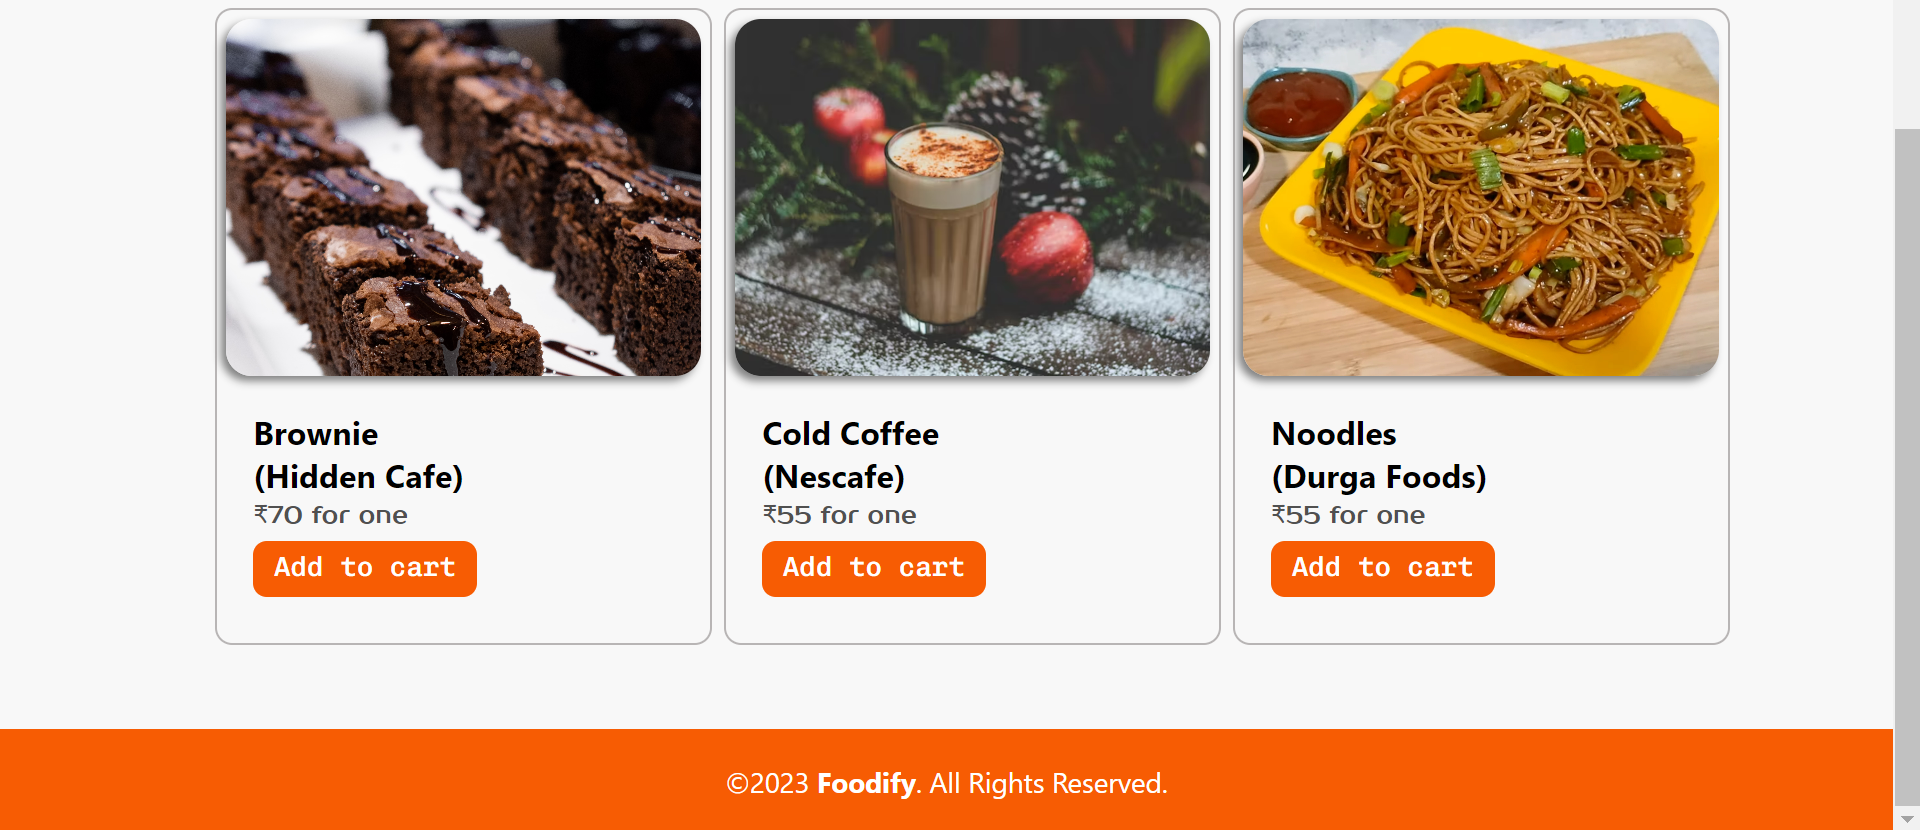 Brownie
(Hidden Cafe)
₹70 for one
Add to cart
Cold Coffee
(Nescafe)
₹55 for one
Add to cart
Noodles
(Durga Foods)
₹55 for one
Add to cart
©2023 Foodify. All Rights Reserved.